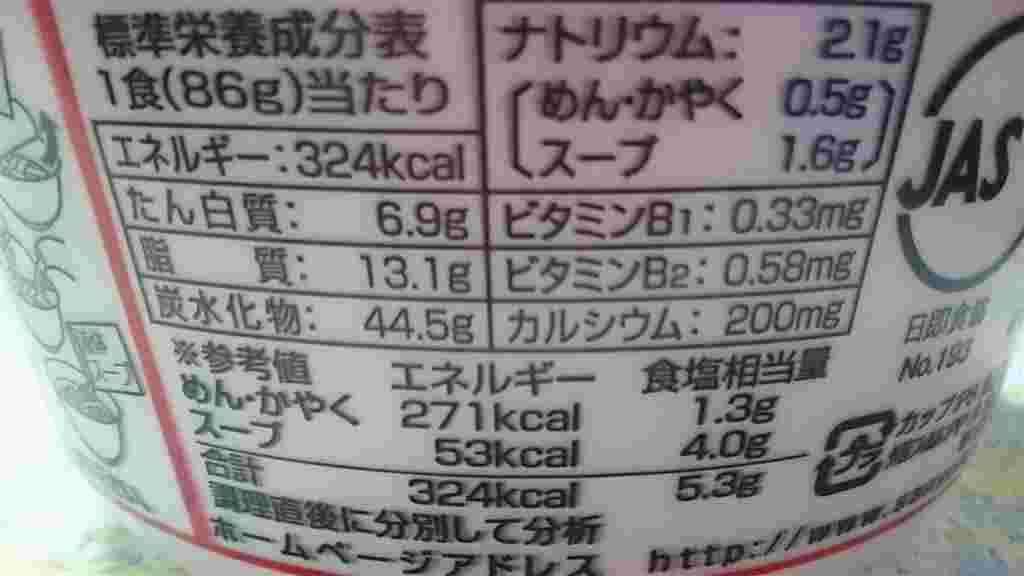 標準栄養成分表
1食(86g)当たり
エネルギー:324kcal
たん白質: 6.9g
脂 質: 13.1g
炭水化物: 44.5g
ナトリウム: 2.1g
めん・かやく 0.5g
スープ 1.6g
ビタミンB1: 0.33mg
ビタミンB2: 0.58mg
カルシウム: 200mg
※参考値 エネルギー 食塩相当量
めん・かやく 271kcal 1.3g
スープ 53kcal 4.0g
合計 324kcal 5.3g
調理直後に分別して分析
ホームページアドレス http://www.
JAS
No.193
プラ
カップ